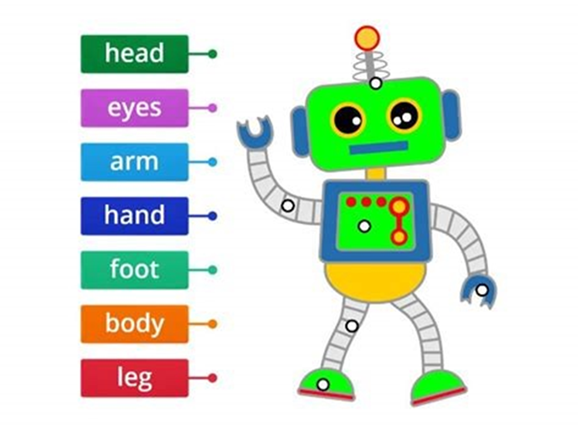 head
eyes
arm
hand
foot
body
leg